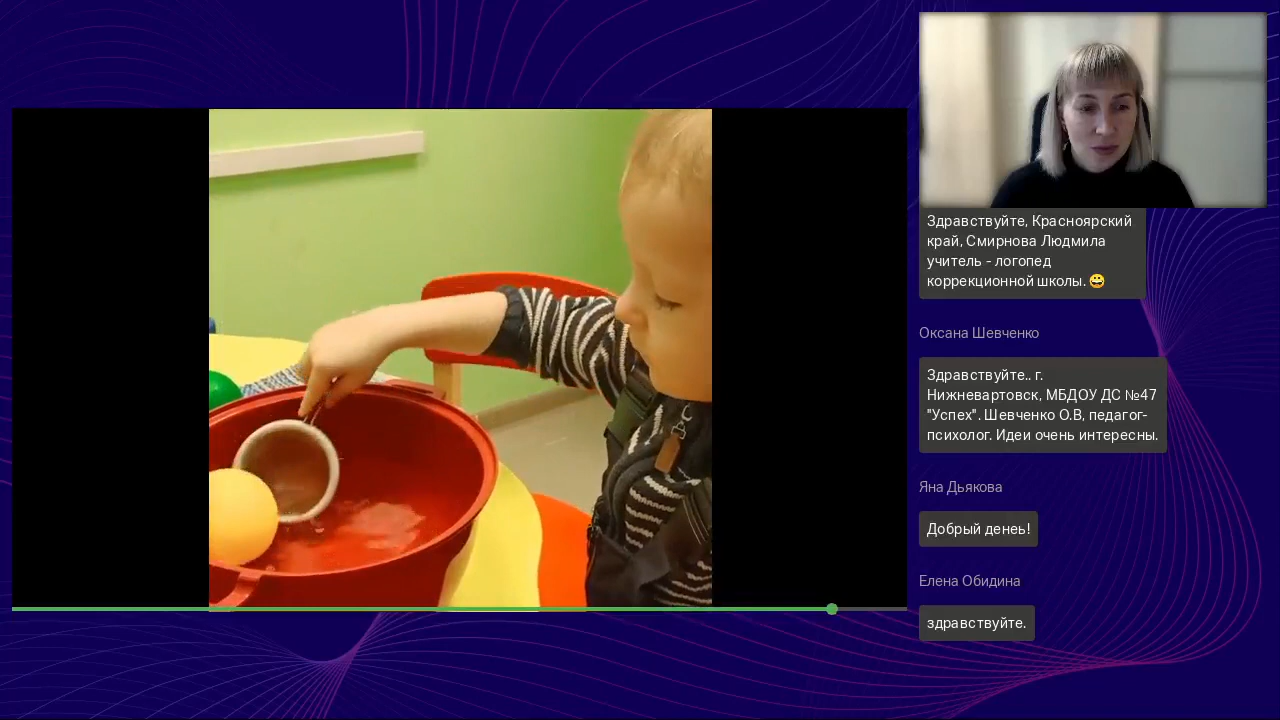 Здравствуйте, Красноярский
край, Смирнова Людмила
учитель - логопед
коррекционной школы. 😀
Оксана Шевченко
Здравствуйте.. г.
Нижневартовск, МБДОУ ДС №47
"Успех". Шевченко О.В, педагог-
психолог. Идеи очень интересны.
Яна Дьякова
Добрый денеь!
Елена Обидина
здравствуйте.